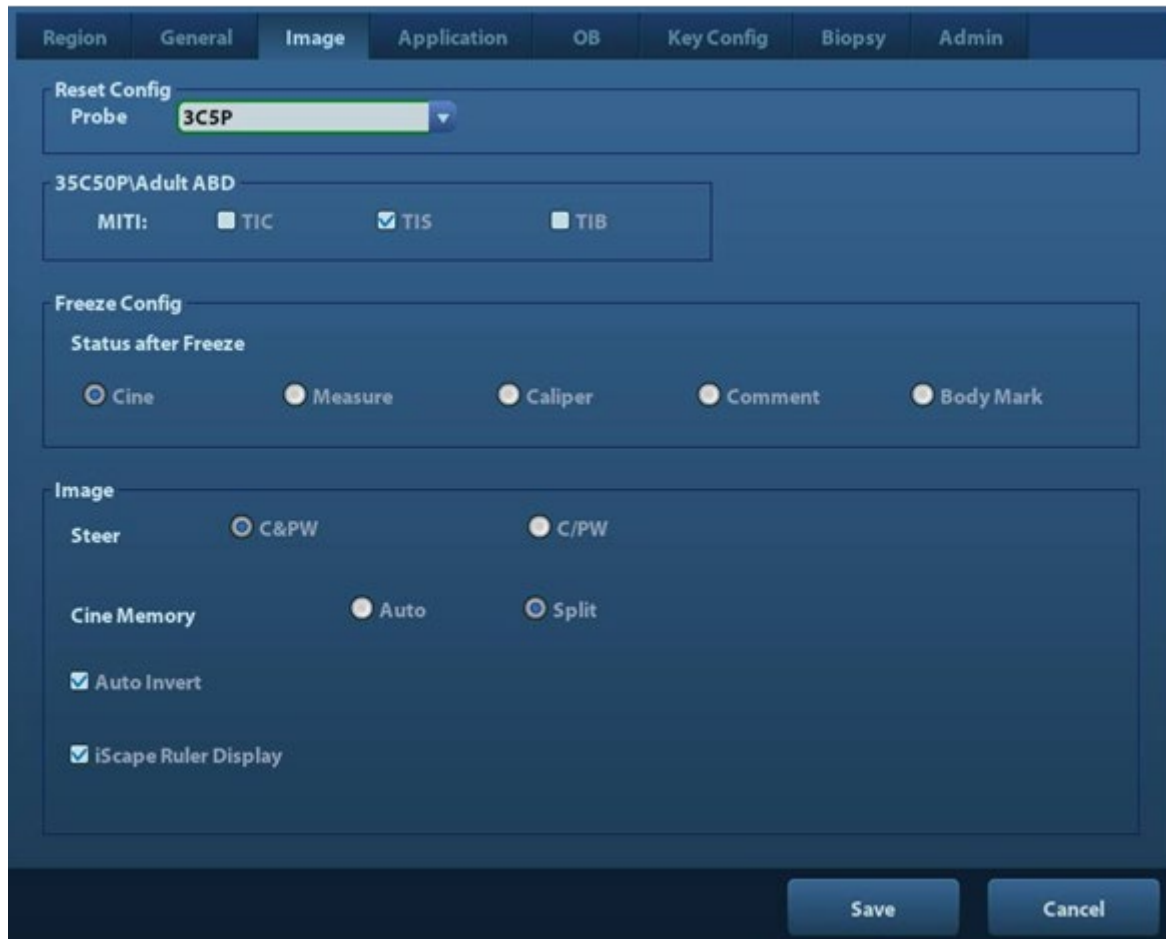 Region General Image Application OB Key Config Biopsy Admin
Reset Config
Probe 3C5P
35C50P\Adult ABD
MITI: TIC TIS TIB
Freeze Config
Status after Freeze
Cine Measure Caliper Comment Body Mark
Image
Steer C&PW C/PW
Cine Memory Auto Split
Auto Invert
iScape Ruler Display
Save Cancel